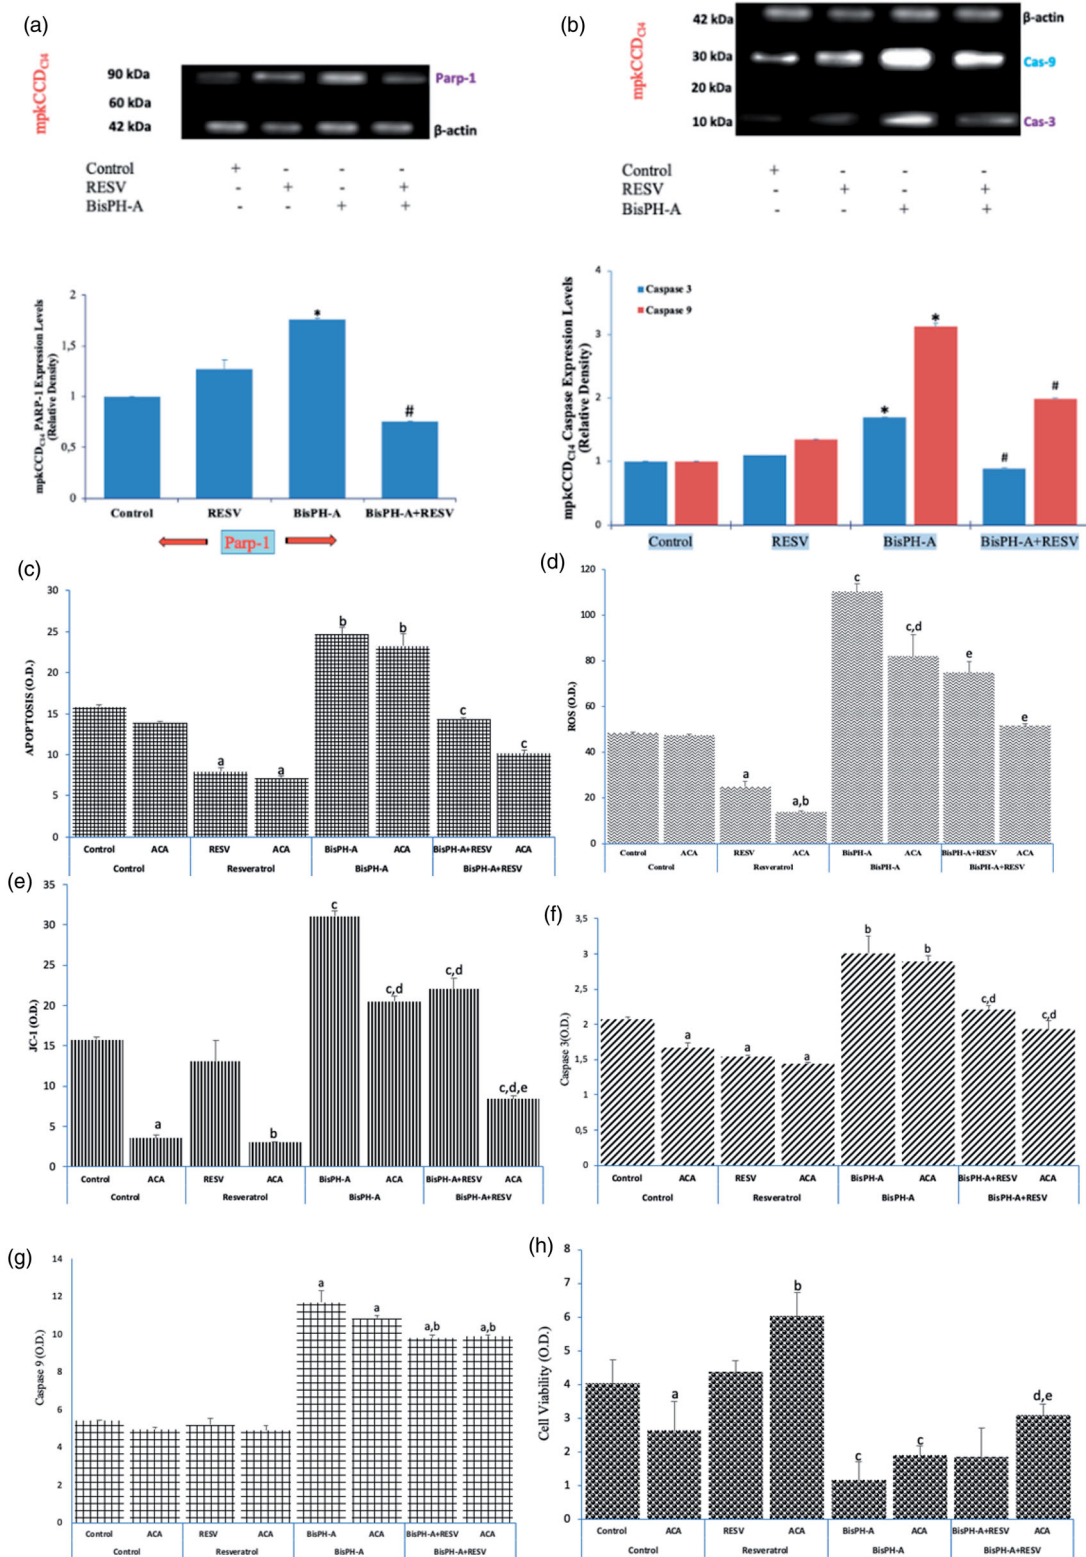 (a)
mpkCCDCl4
90 kDa
Parp-1
60 kDa
42 kDa
β-actin
Control + - - -
RESV - + - +
BisPH-A - - + +
mpkCCDCl4 PARP-1 Expression Levels
(Relative Density)
2
1,5
1
0,5
0
*
#
Control RESV BisPH-A BisPH-A+RESV
Parp-1
(b)
mpkCCDCl4
42 kDa
β-actin
30 kDa
Cas-9
20 kDa
10 kDa
Cas-3
Control + - - -
RESV - + - +
BisPH-A - - + +
mpkCCDCl4 Caspase Expression Levels
(Relative Density)
4
3
2
1
0
Caspase 3
Caspase 9
*
*
#
#
Control RESV BisPH-A BisPH-A+RESV
(c)
APOPTOSIS (O.D.)
30
25
20
15
10
5
0
a a b b c c
Control ACA RESV ACA BisPH-A ACA BisPH-A+RESV ACA
Control Resveratrol BisPH-A BisPH-A+RESV
(d)
ROS (O.D.)
120
100
80
60
40
20
0
a a,b c c,d e e
Control ACA RESV ACA BisPH-A ACA BisPH-A+RESV ACA
Control Resveratrol BisPH-A BisPH-A+RESV
(e)
JC-1 (O.D.)
35
30
25
20
15
10
5
0
a b c c,d c,d c,d,e
Control ACA RESV ACA BisPH-A ACA BisPH-A+RESV ACA
Control Resveratrol BisPH-A BisPH-A+RESV
(f)
Caspase 3(O.D.)
3,5
3
2,5
2
1,5
1
0,5
0
a a a b b c,d c,d
Control ACA RESV ACA BisPH-A ACA BisPH-A+RESV ACA
Control Resveratrol BisPH-A BisPH-A+RESV
(g)
Caspase 9 (O.D.)
14
12
10
8
6
4
2
0
a a a,b a,b
Control ACA RESV ACA BisPH-A ACA BisPH-A+RESV ACA
Control Resveratrol BisPH-A BisPH-A+RESV
(h)
Cell Viability (O.D.)
8
7
6
5
4
3
2
1
0
a b c c d,e
Control ACA RESV ACA BisPH-A ACA BisPH-A+RESV ACA
Control Resveratrol BisPH-A BisPH-A+RESV